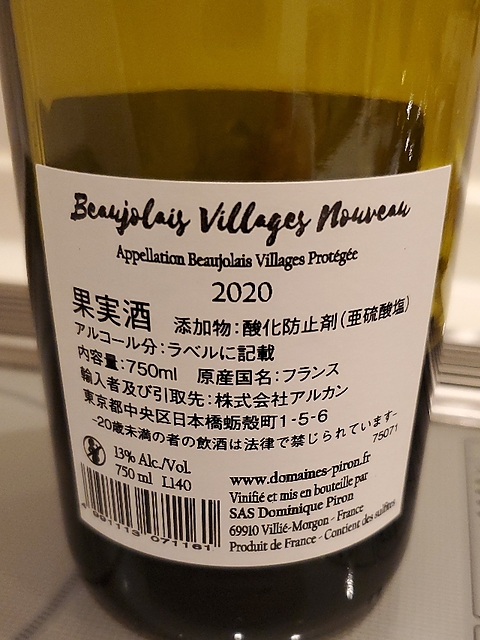 Beaujolais Villages Nouveau
Appellation Beaujolais Villages Protégée
2020
果実酒 添加物:酸化防止剤(亜硫酸塩)
アルコール分:ラベルに記載
内容量:750ml 原産国名:フランス
輸入者及び引取先:株式会社アルカン
東京都中央区日本橋蛎殻町1-5-6
-20歳未満の者の飲酒は法律で禁じられています-
75071
13% Alc./Vol.
750 ml L140
www.domaines-piron.fr
Vinifié et mis en bouteille par
SAS Dominique Piron
69910 Villié-Morgon - France
Produit de France - Contient des sulfites
4 991113 071181